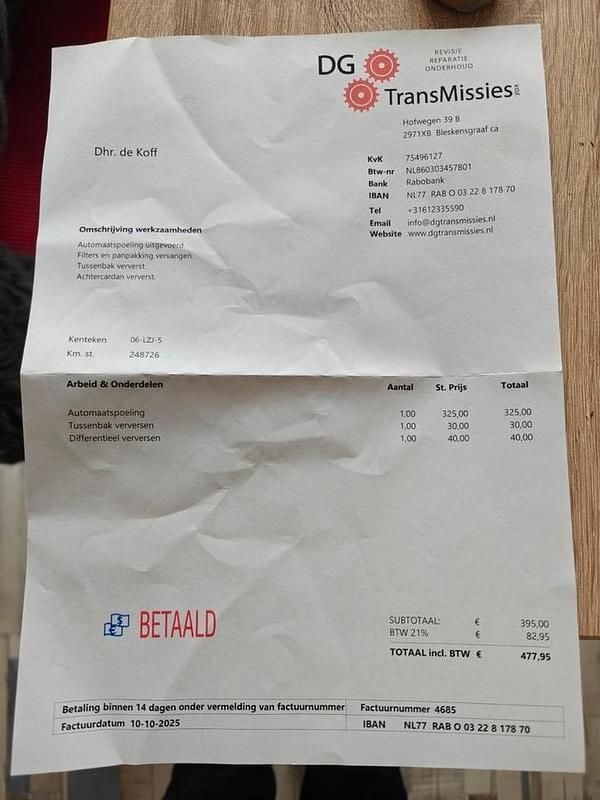 DG
REVISIE
REPARATIE
ONDERHOUD
TransMissies
Hofwegen 39 B
2971XB Bleskensgraaf ca
Dhr. de Koff
KvK 75496127
Btw-nr NL860303457B01
Bank Rabobank
IBAN NL77 RAB O 03 22 8 178 70
Tel +31612335590
Email info@dgtransmissies.nl
Website www.dgtransmissies.nl
Omschrijving werkzaamheden
Automaatspoeling uitgevoerd.
Filters en panpakking vervangen.
Tussenbak ververst.
Achtercardan ververst.
Kenteken 06-LZJ-5
Km. st. 248726
Arbeid & Onderdelen Aantal St. Prijs Totaal
Automaatspoeling 1,00 325,00 325,00
Tussenbak verversen 1,00 30,00 30,00
Differentieel verversen 1,00 40,00 40,00
$
€
BETAALD
SUBTOTAAL: € 395,00
BTW 21% € 82,95
TOTAAL incl. BTW € 477,95
Betaling binnen 14 dagen onder vermelding van factuurnummer Factuurnummer 4685
Factuurdatum 10-10-2025 IBAN NL77 RAB O 03 22 8 178 70